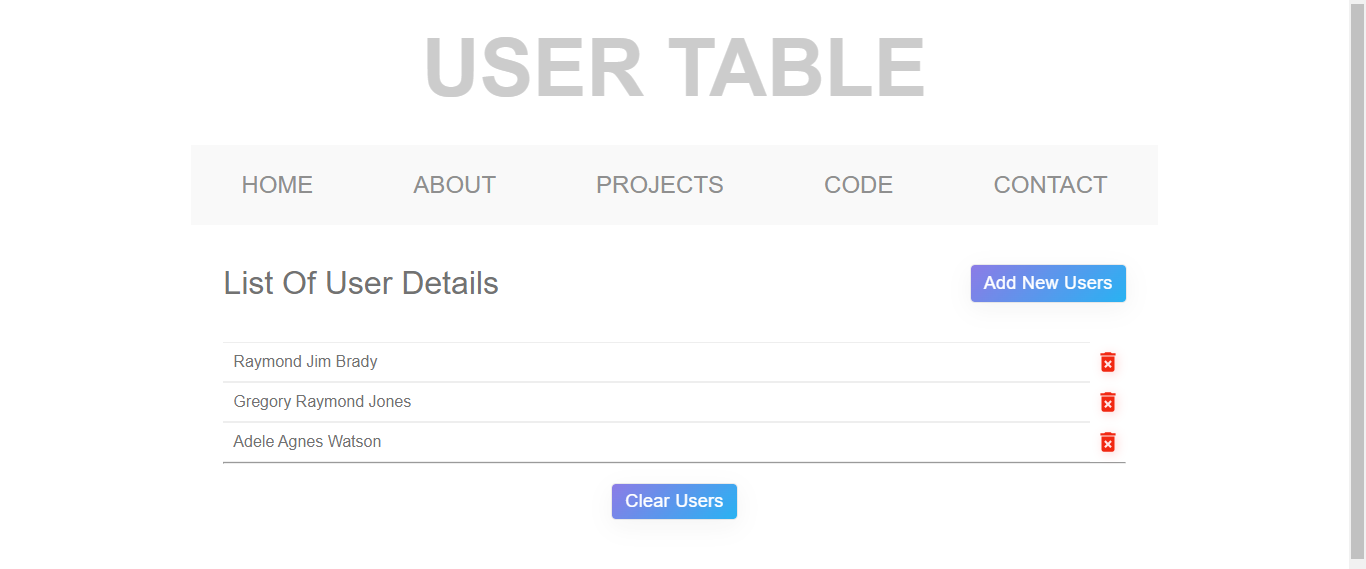 USER TABLE
HOME ABOUT PROJECTS CODE CONTACT
List Of User Details Add New Users
Raymond Jim Brady
Gregory Raymond Jones
Adele Agnes Watson
Clear Users